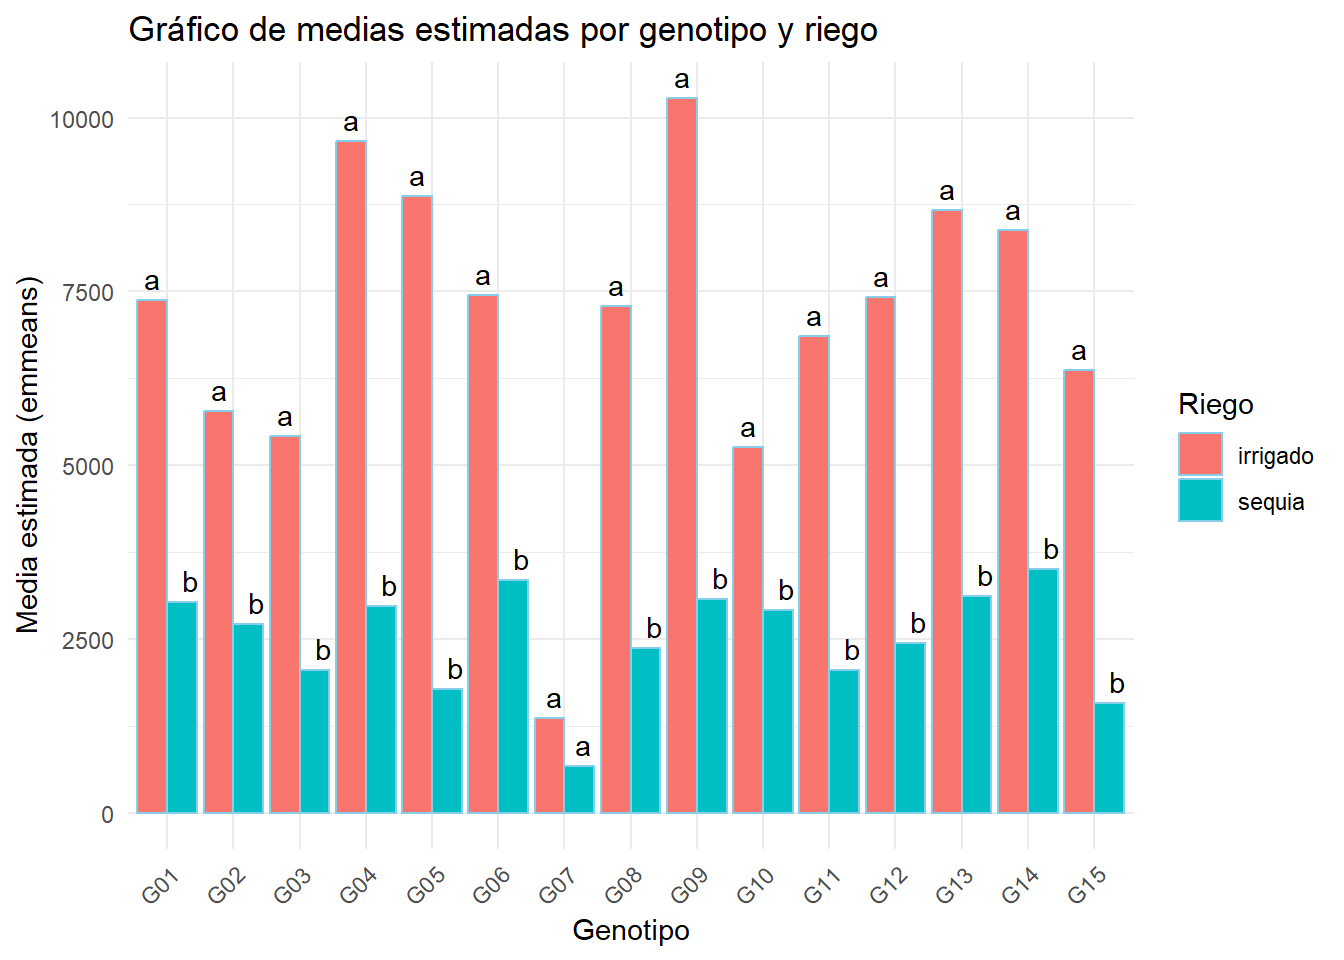 Gráfico de medias estimadas por genotipo y riego
Media estimada (emmeans)
10000
7500
5000
2500
0
a
b
a
b
a
b
a
b
a
b
a
b
a
a
a
b
a
b
a
b
a
b
a
b
a
b
a
b
a
b
G01
G02
G03
G04
G05
G06
G07
G08
G09
G10
G11
G12
G13
G14
G15
Genotipo
Riego
irrigado
sequia